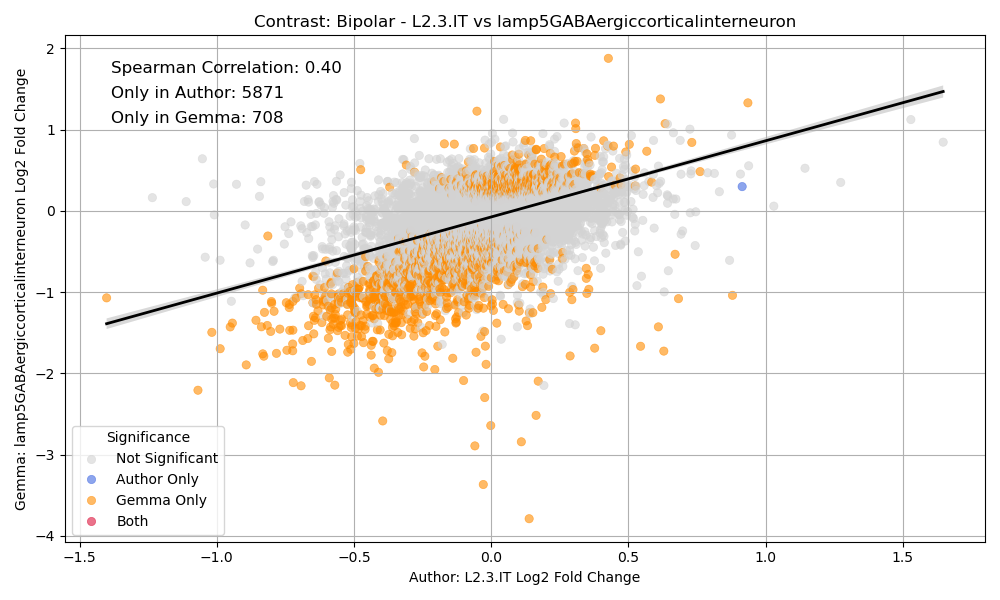 Contrast: Bipolar - L2.3.IT vs lamp5GABAergiccorticalinterneuron
Spearman Correlation: 0.40
Only in Author: 5871
Only in Gemma: 708
Gemma: lamp5GABAergiccorticalinterneuron Log2 Fold Change
2
1
0
−1
−2
−3
−4
Significance
Not Significant
Author Only
Gemma Only
Both
−1.5
−1.0
−0.5
0.0
0.5
1.0
1.5
Author: L2.3.IT Log2 Fold Change